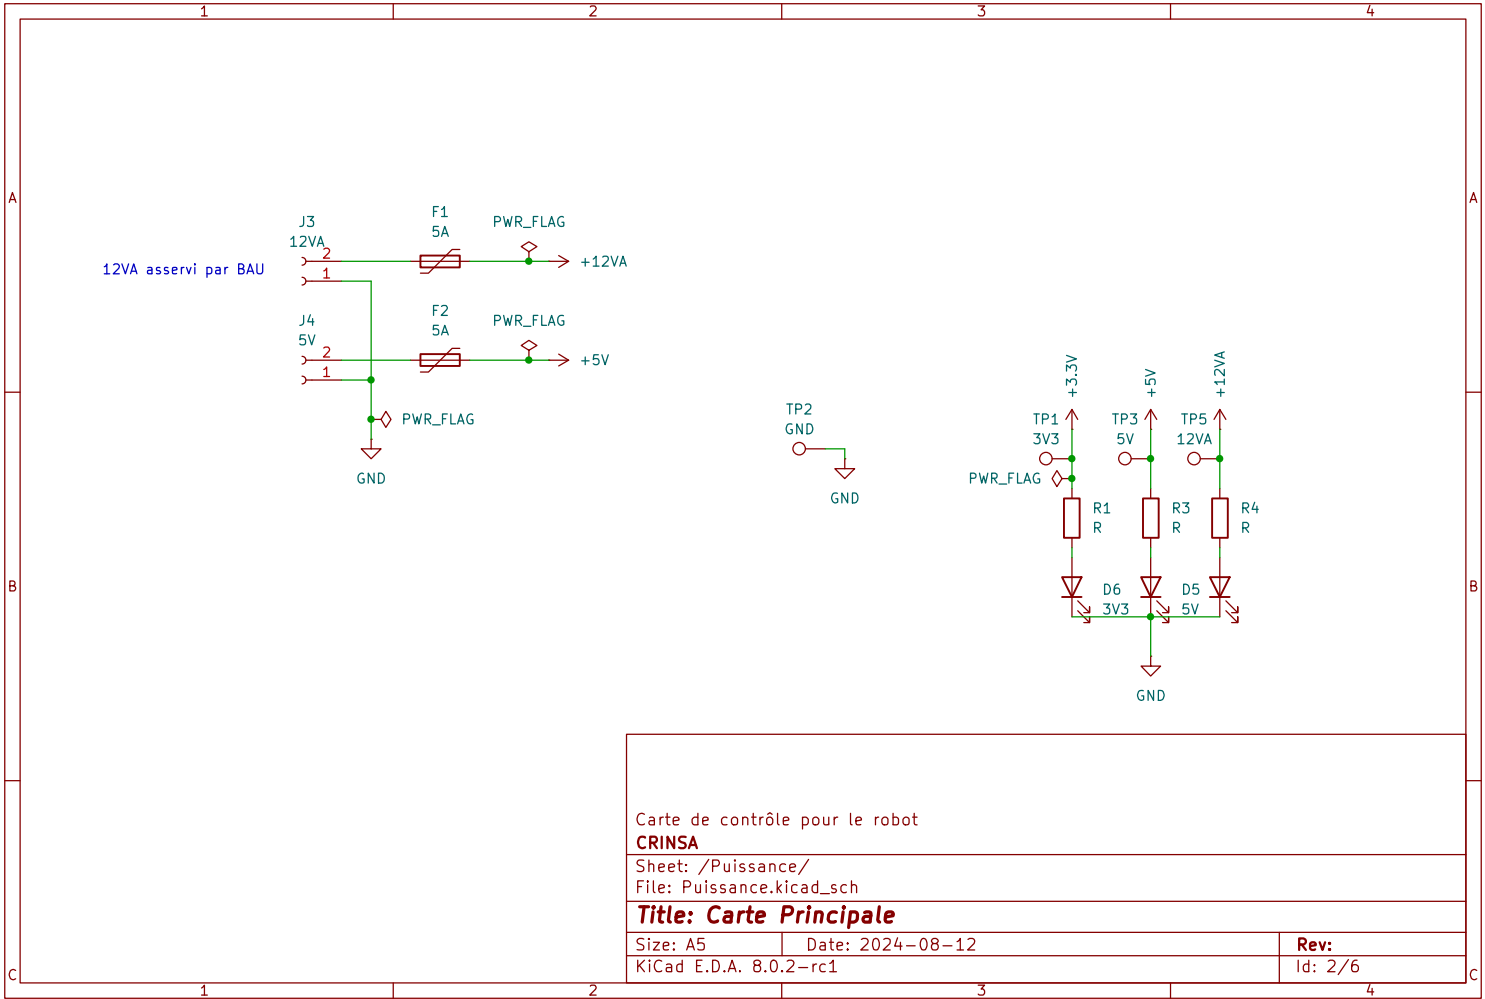 1 2 3 4
A A
B B
C C
J3
12VA
2
1
12VA asservi par BAU
F1
5A
PWR_FLAG
+12VA
J4
5V
2
1
F2
5A
PWR_FLAG
+5V
PWR_FLAG
GND
TP2
GND
GND
+3.3V
+5V
+12VA
TP1
3V3
TP3
5V
TP5
12VA
PWR_FLAG
R1
R
R3
R
R4
R
D6
3V3
D5
5V
GND
Carte de contrôle pour le robot
CRINSA
Sheet: /Puissance/
File: Puissance.kicad_sch
Title: Carte Principale
Size: A5 Date: 2024-08-12 Rev:
KiCad E.D.A. 8.0.2-rc1 Id: 2/6
1 2 3 4